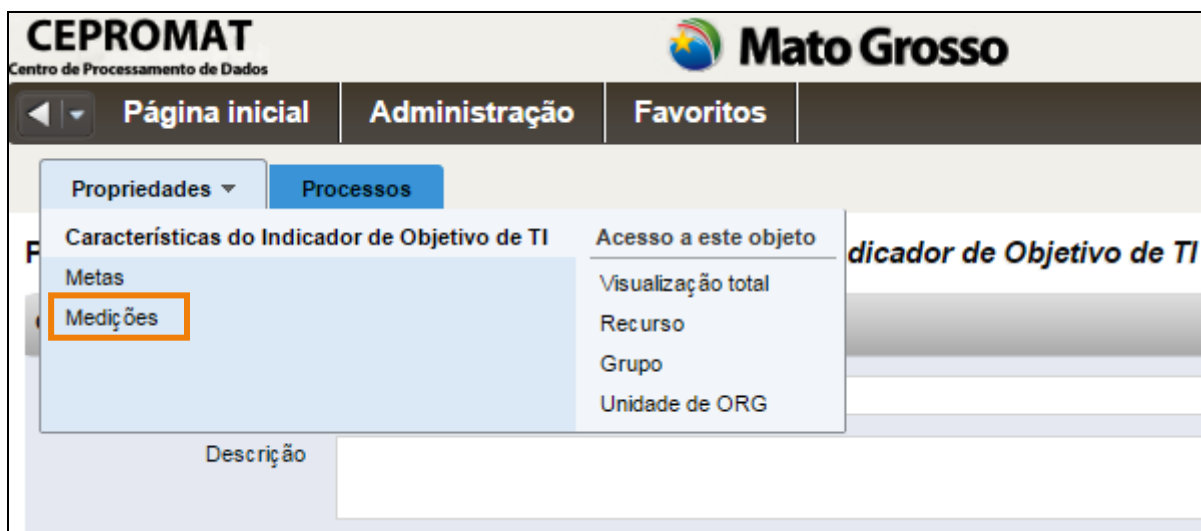 CEPROMAT
Centro de Processamento de Dados
Mato Grosso
Página inicial
Administração
Favoritos
Propriedades
Processos
Características do Indicador de Objetivo de TI
Acesso a este objeto
dicador de Objetivo de TI
Metas
Visualização total
Medições
Recurso
Grupo
Unidade de ORG
Descrição